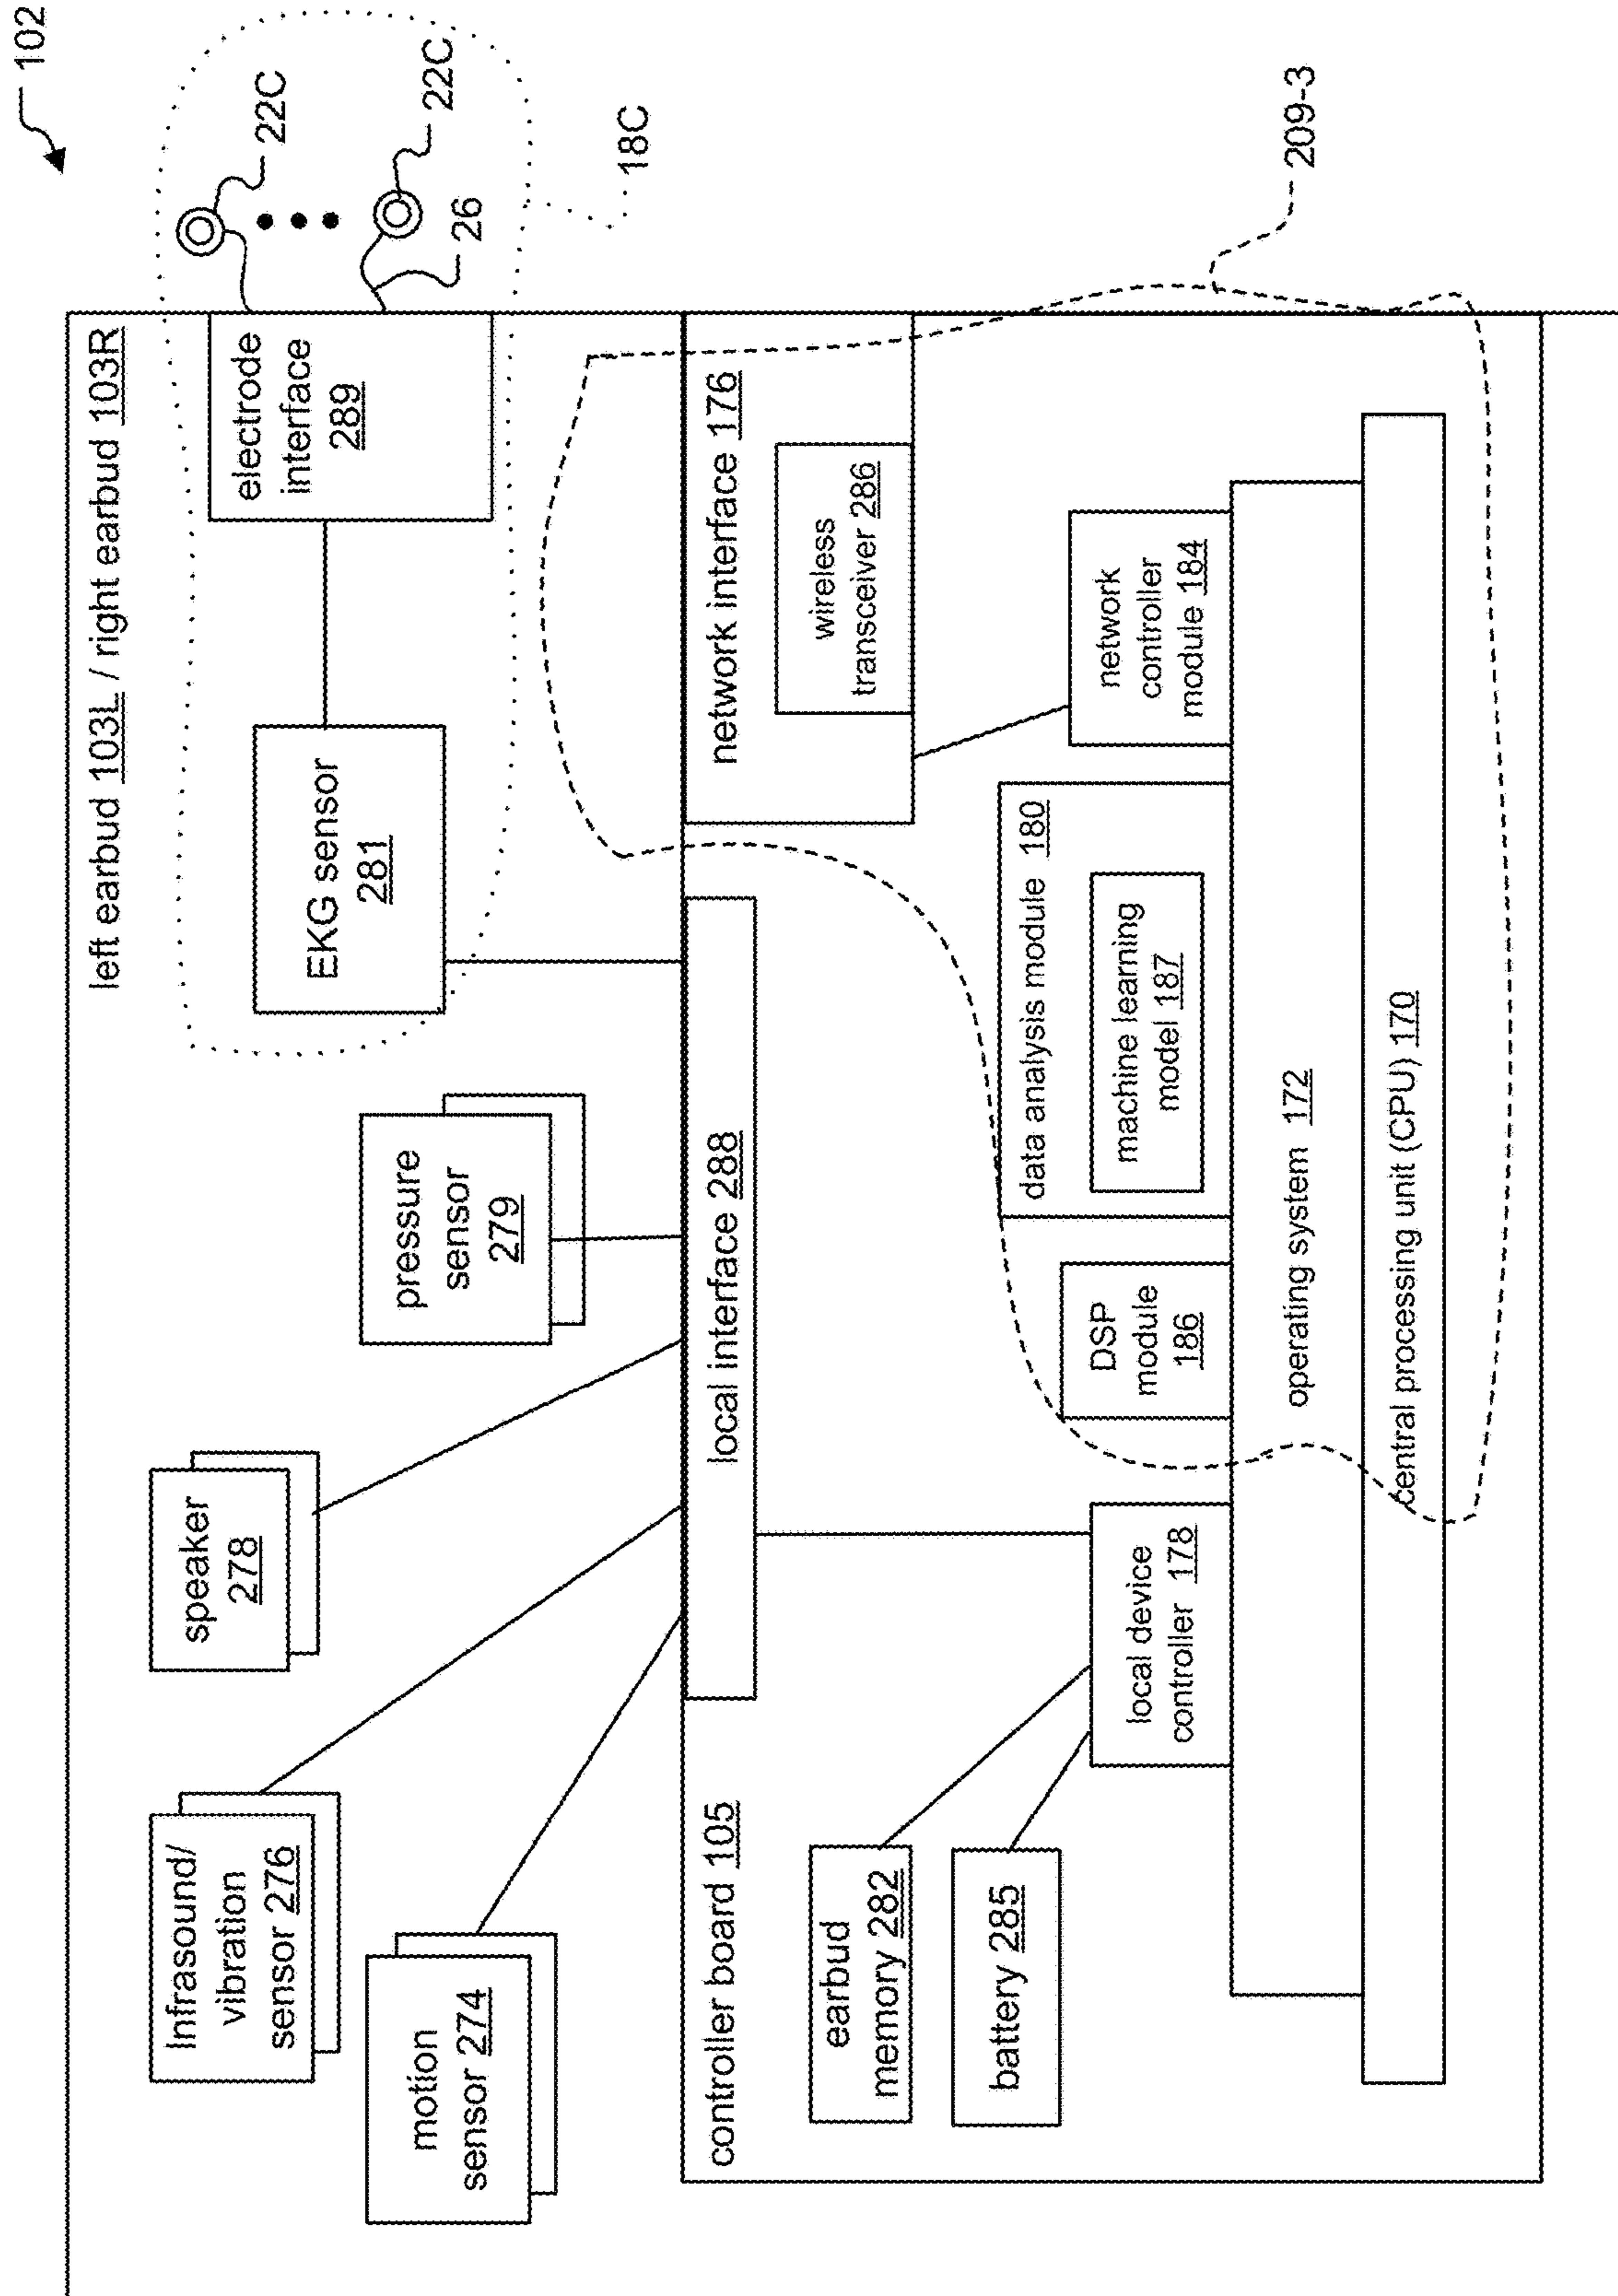 102
left earbud 103L / right earbud 103R
Infrasound/
vibration
sensor 276
speaker
278
EKG sensor
281
electrode
interface
289
22C
22C
26
motion
sensor 274
pressure
sensor
279
18C
controller board 105
local interface 288
network interface 176
wireless
transceiver 286
earbud
memory 282
battery 285
local device
controller 178
DSP
module
186
data analysis module 180
machine learning
model 187
network
controller
module 184
operating system 172
central processing unit (CPU) 170
209-3